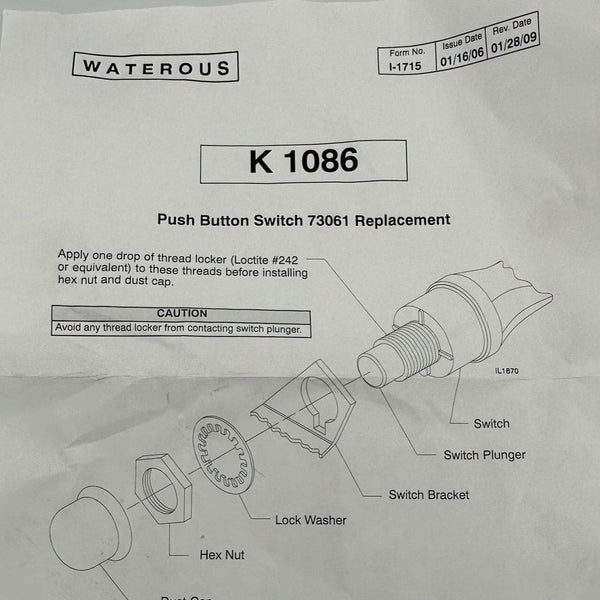 WATEROUS
Form No. Issue Date Rev. Date
I-1715 01/16/06 01/28/09
K 1086
Push Button Switch 73061 Replacement
Apply one drop of thread locker (Loctite #242
or equivalent) to these threads before installing
hex nut and dust cap.
CAUTION
Avoid any thread locker from contacting switch plunger.
IL1870
Switch
Switch Plunger
Switch Bracket
Lock Washer
Hex Nut
Dust Cap